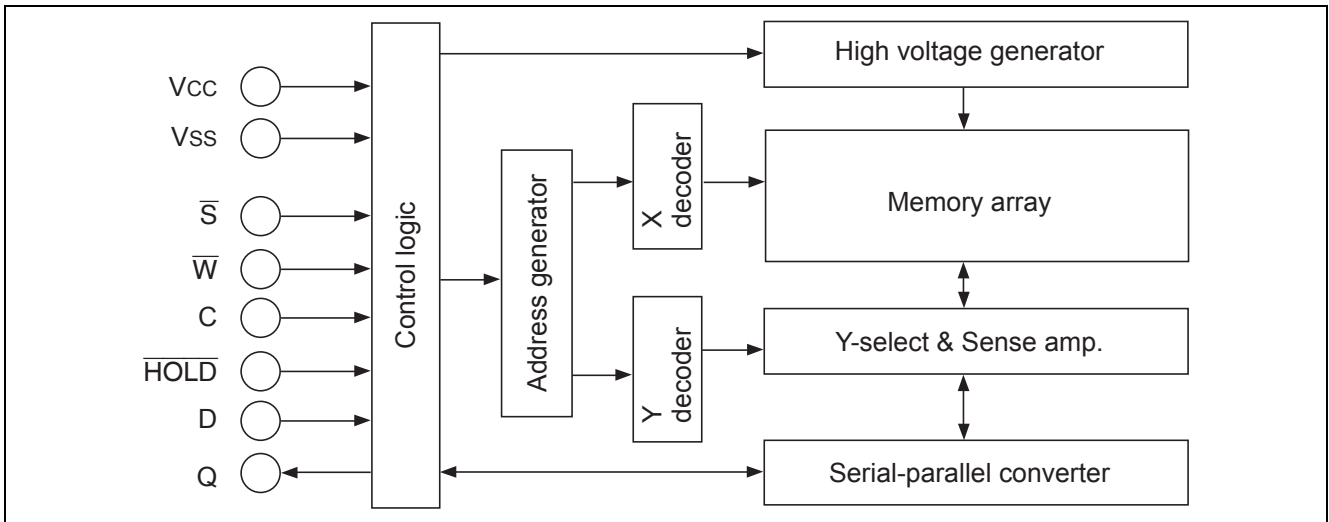 VCC
VSS
S̅
W̅
C
H̅O̅L̅D̅
D
Q
Control logic
Address generator
X
decoder
Y
decoder
High voltage generator
Memory array
Y-select & Sense amp.
Serial-parallel converter